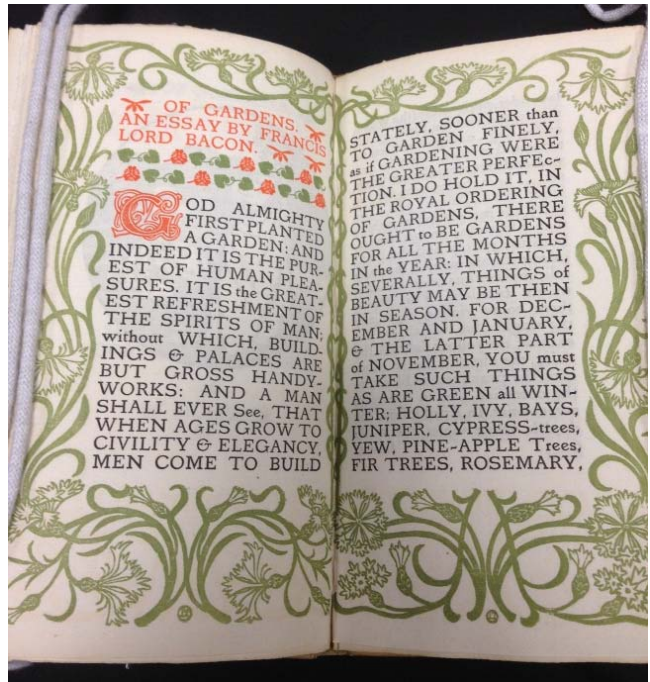 OF GARDENS.
AN ESSAY BY FRANCIS
LORD BACON.
GOD ALMIGHTY
FIRST PLANTED
A GARDEN: AND
INDEED IT IS THE PUR-
EST OF HUMAN PLEA-
SURES. IT IS the GREAT-
EST REFRESHMENT OF
THE SPIRITS OF MAN;
without WHICH, BUILD-
INGS & PALACES ARE
BUT GROSS HANDY-
WORKS: AND A MAN
SHALL EVER See, THAT
WHEN AGES GROW TO
CIVILITY & ELEGANCY,
MEN COME TO BUILD
STATELY, SOONER than
TO GARDEN FINELY,
as if GARDENING WERE
THE GREATER PERFEC-
TION. I DO HOLD IT, IN
THE ROYAL ORDERING
OF GARDENS, THERE
OUGHT to BE GARDENS
FOR ALL THE MONTHS
IN the YEAR: IN WHICH,
SEVERALLY, THINGS of
BEAUTY MAY BE THEN
IN SEASON. FOR DEC-
EMBER AND JANUARY,
& THE LATTER PART
of NOVEMBER, YOU must
TAKE SUCH THINGS
AS ARE GREEN all WIN-
TER: HOLLY, IVY, BAYS,
JUNIPER, CYPRESS-trees,
YEW, PINE-APPLE Trees,
FIR TREES, ROSEMARY,